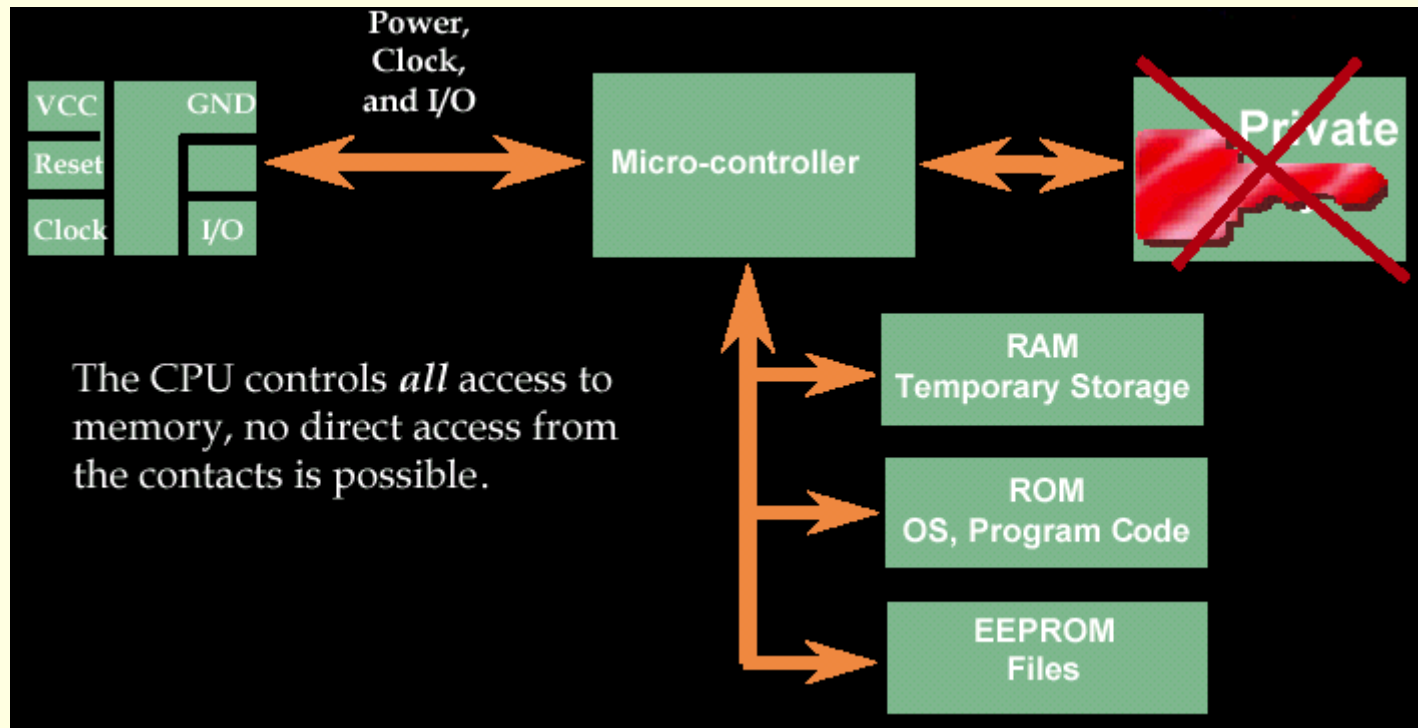 Power,
Clock,
and I/O
VCC
GND
Reset
Clock
I/O
Micro-controller
Private
The CPU controls all access to
memory, no direct access from
the contacts is possible.
RAM
Temporary Storage
ROM
OS, Program Code
EEPROM
Files